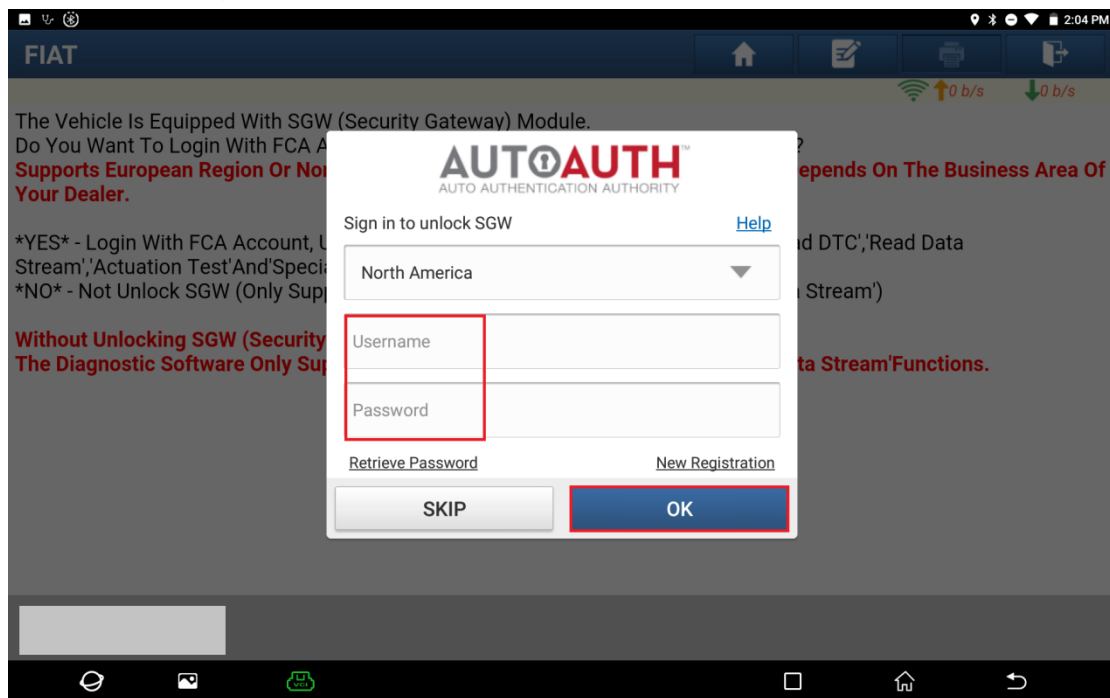 2:04 PM
FIAT
0 b/s 0 b/s
The Vehicle Is Equipped With SGW (Security Gateway) Module.
Do You Want To Login With FCA A ?
Supports European Region Or Nor epends On The Business Area Of
Your Dealer.
*YES* - Login With FCA Account, U d DTC','Read Data
Stream','Actuation Test'And'Specia
*NO* - Not Unlock SGW (Only Supp Stream')
Without Unlocking SGW (Security
The Diagnostic Software Only Sup ta Stream'Functions.
AUTOAUTH™
AUTO AUTHENTICATION AUTHORITY
Sign in to unlock SGW Help
North America
Username
Password
Retrieve Password New Registration
SKIP OK
VCI